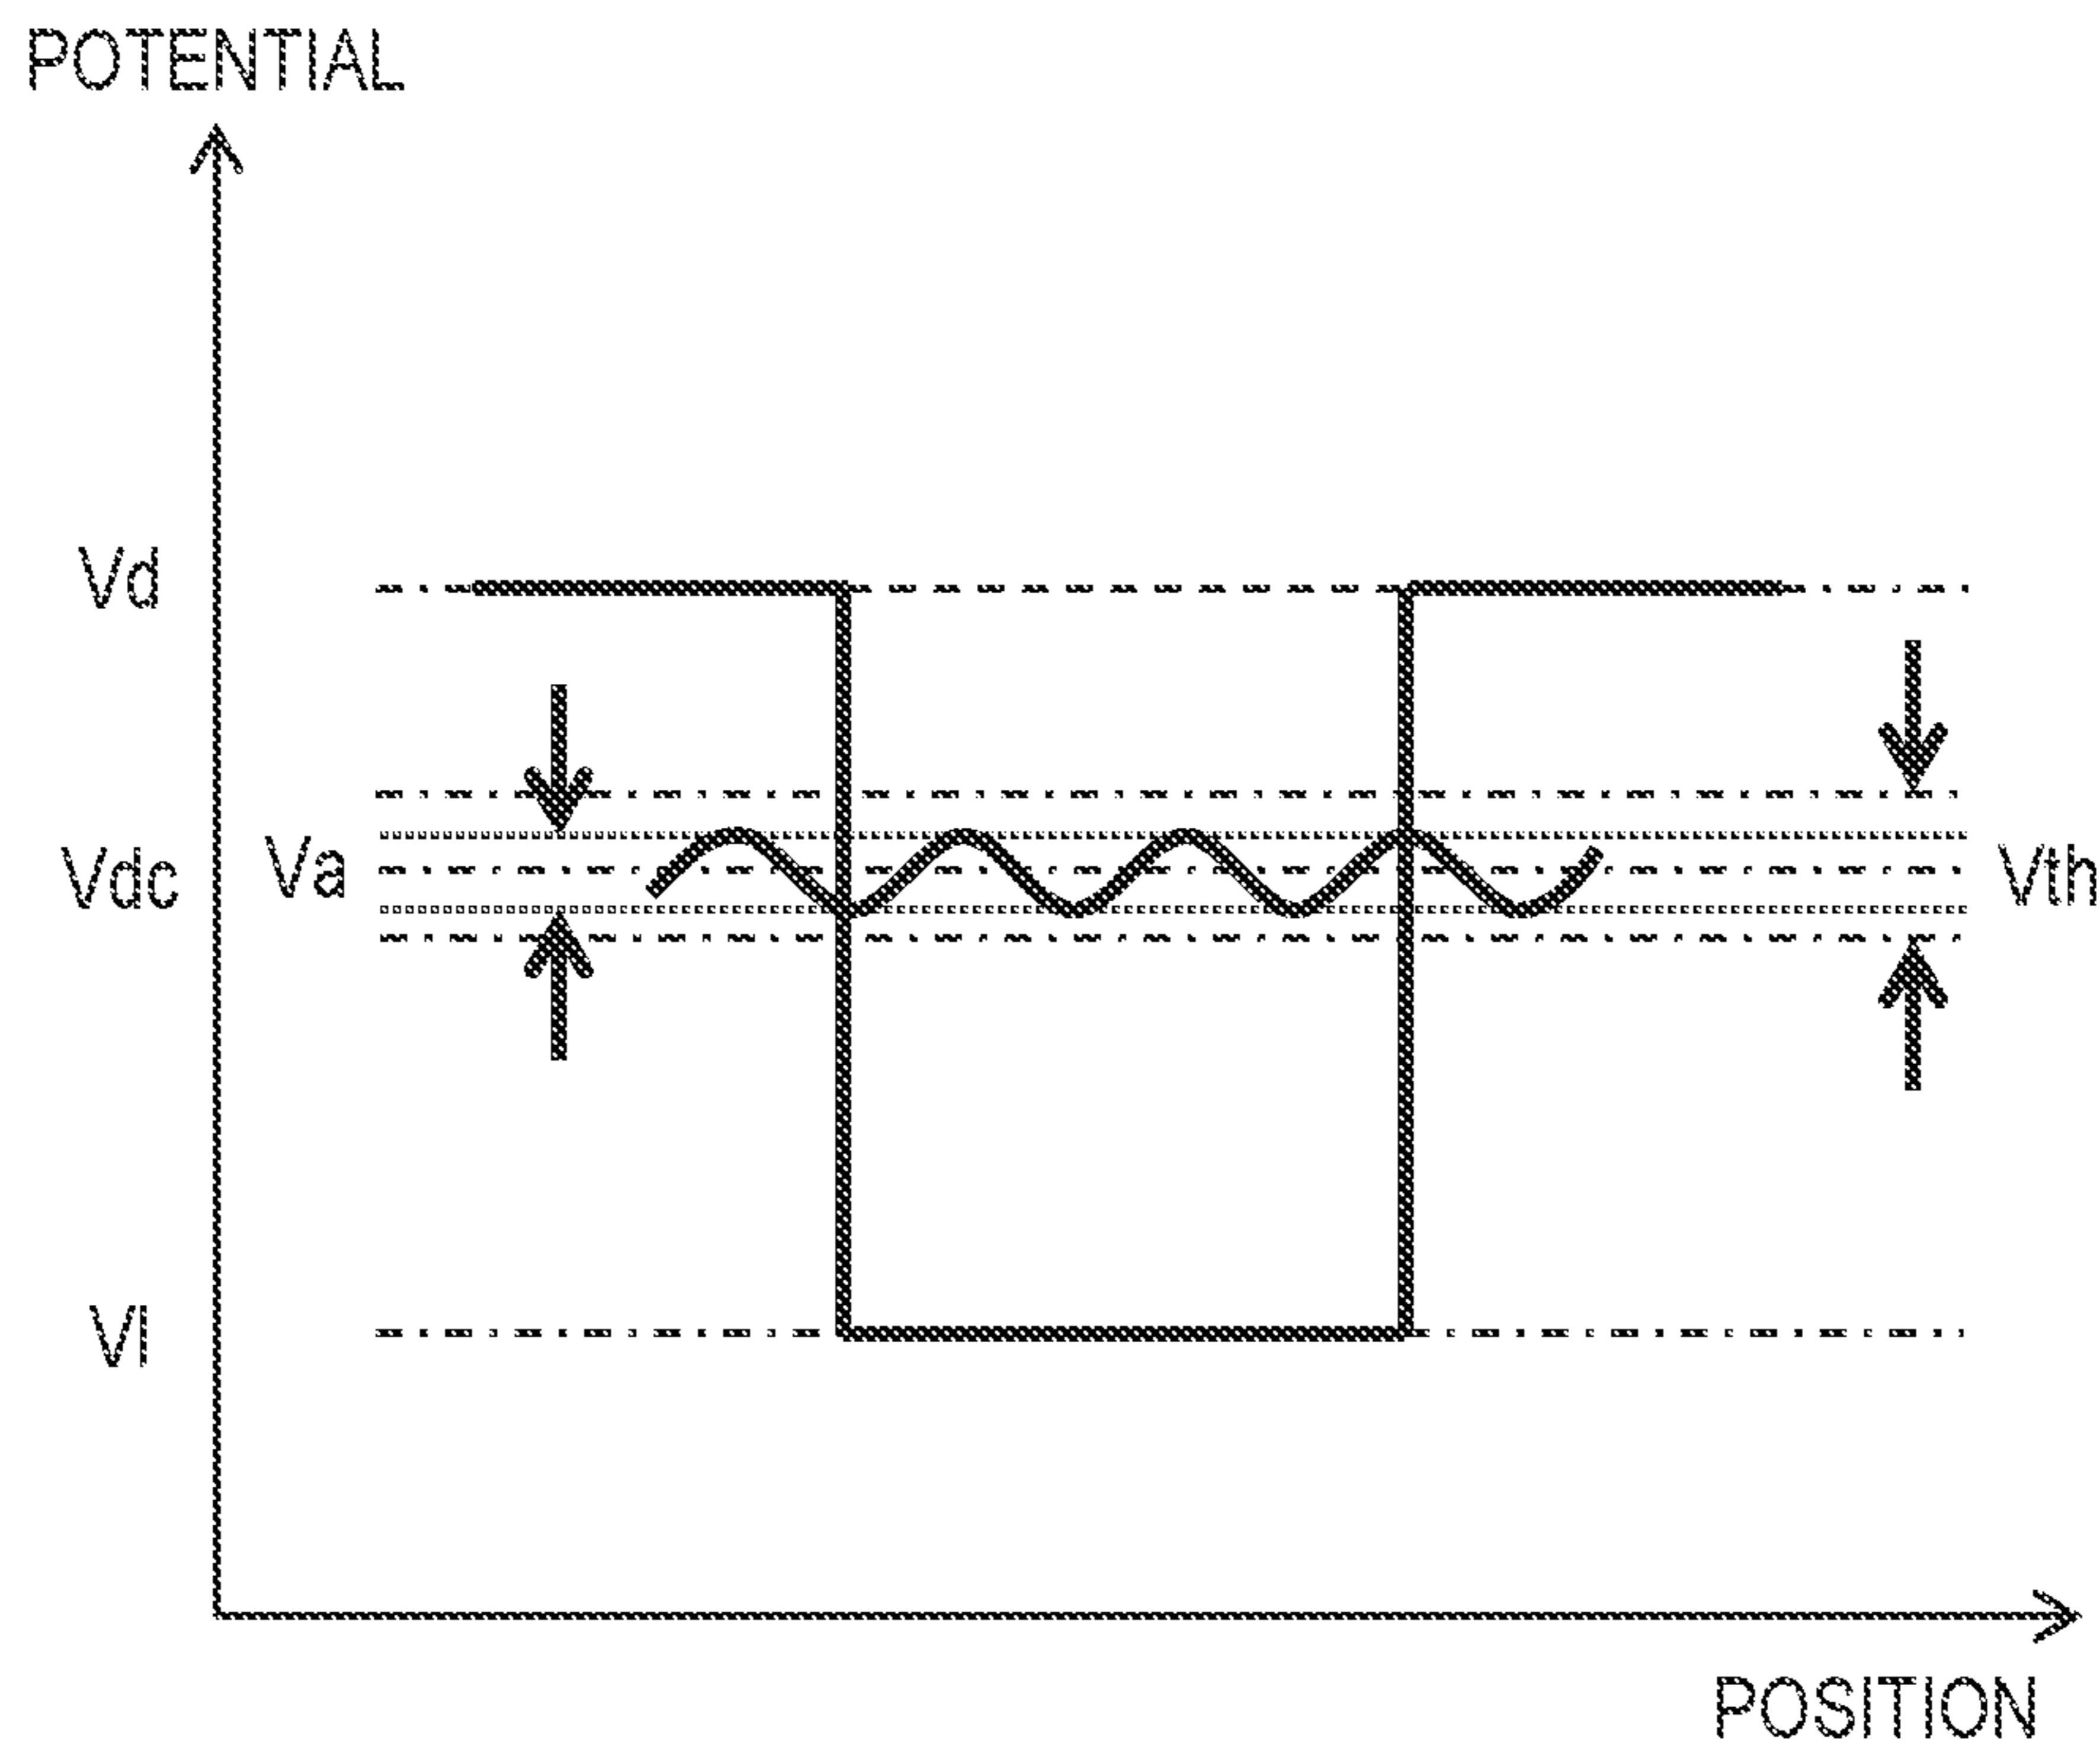 POTENTIAL
Vd
Vdc
Va
Vth
Vl
POSITION